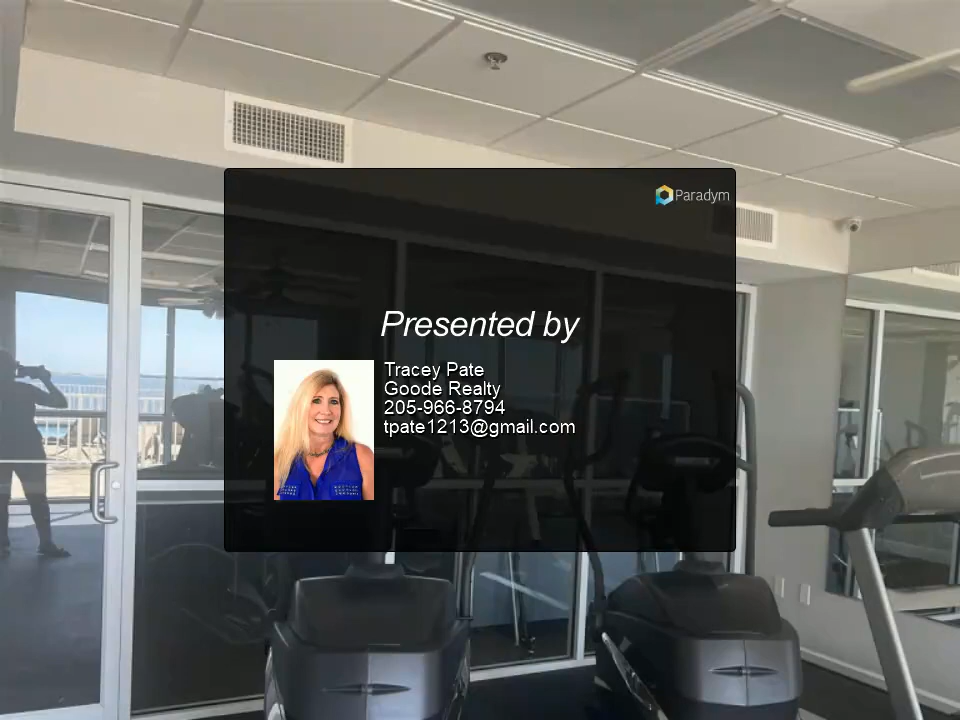 Paradym
Presented by
Tracey Pate
Goode Realty
205-966-8794
tpate1213@gmail.com